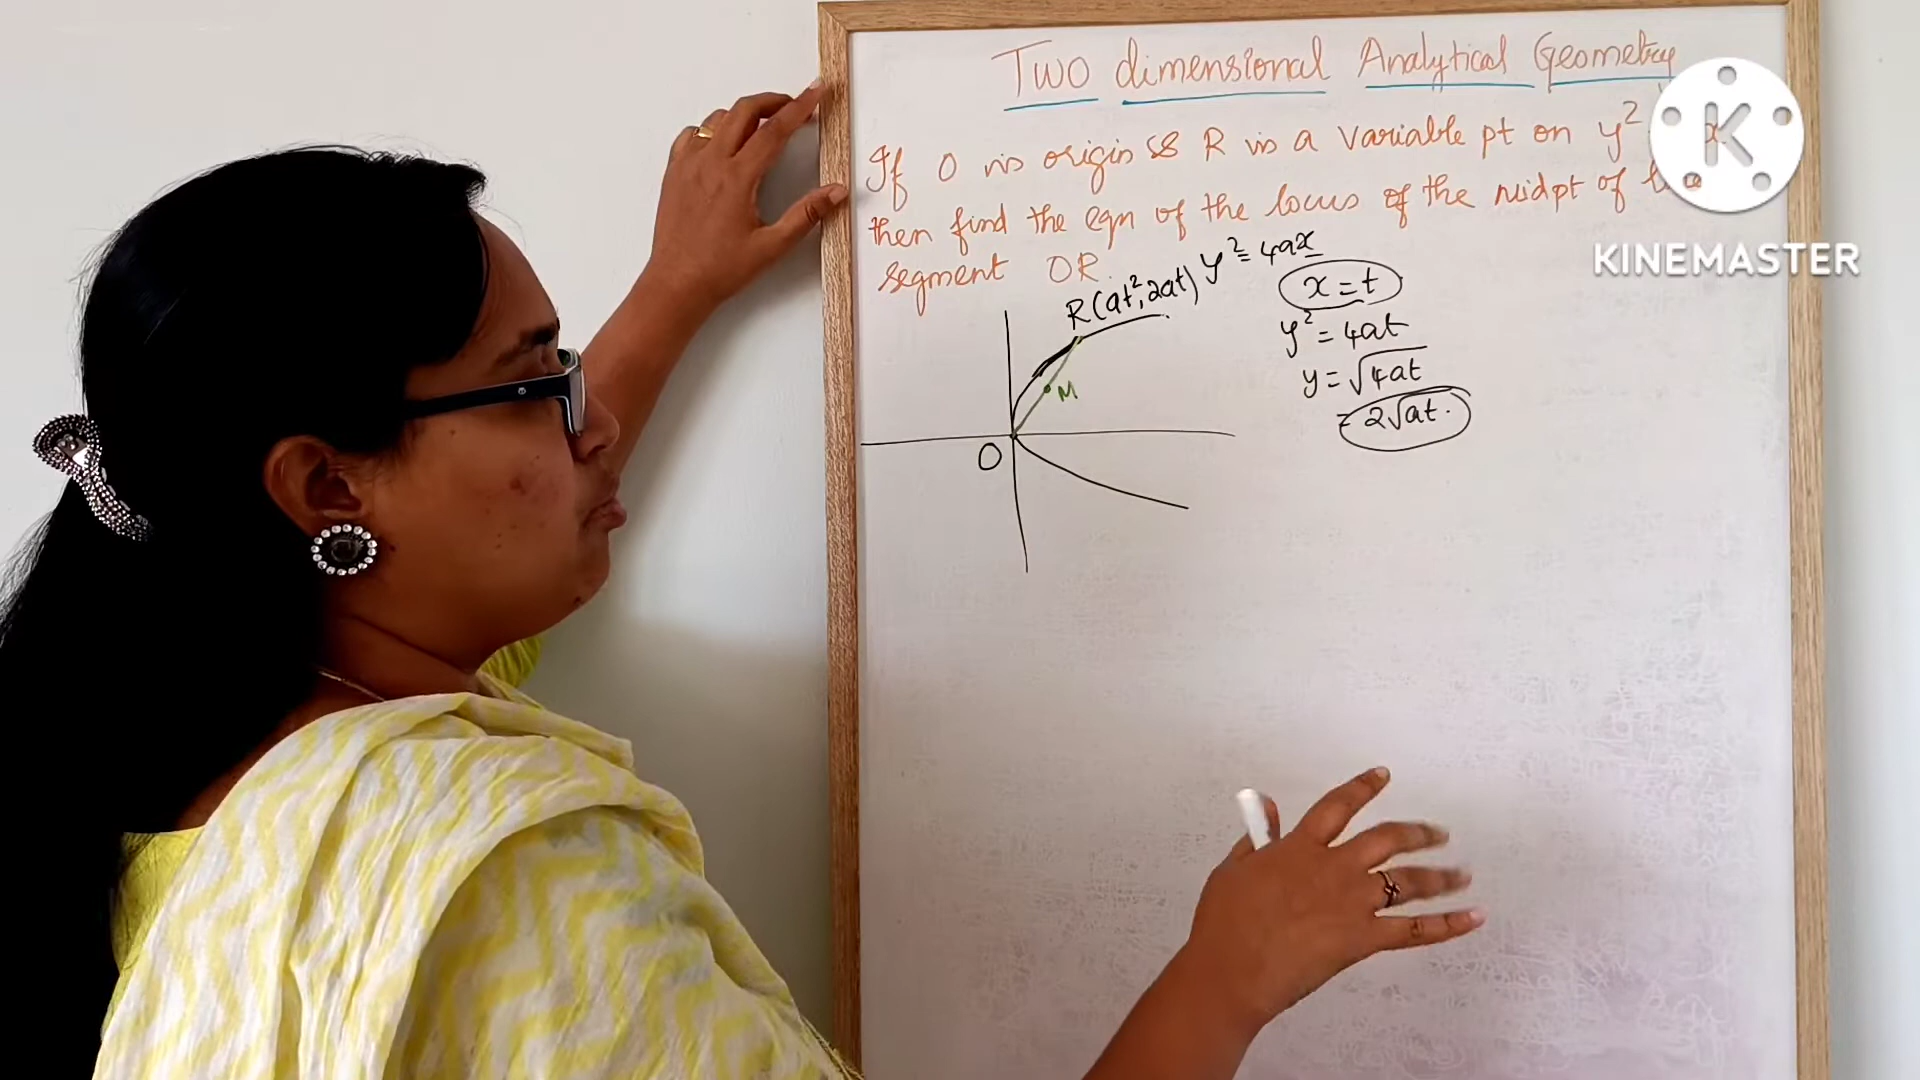 Two dimensional Analytical Geometry
If O is origin & R is a variable pt on y² x
then find the eqn of the locus of the midpt of
segment OR.
y² = 4ax
R(at², 2at)
x = t
y² = 4at
y = √4at
= 2√at.
M
O
K
KINEMASTER